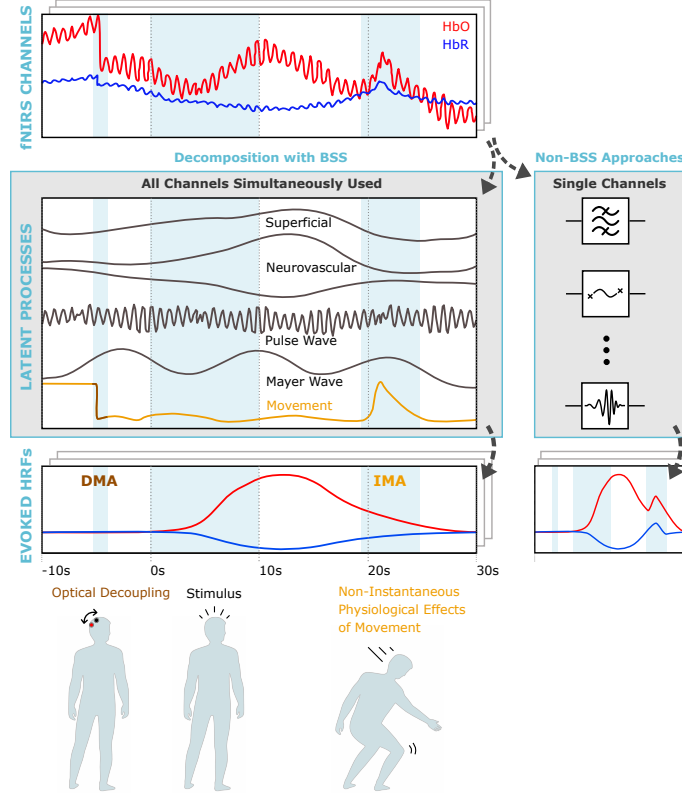 fNIRS CHANNELS
HbO
HbR
Decomposition with BSS
Non-BSS Approaches
All Channels Simultaneously Used
Single Channels
LATENT PROCESSES
Superficial
Neurovascular
Pulse Wave
Mayer Wave
Movement
EVOKED HRFs
DMA
IMA
-10s
0s
10s
20s
30s
Optical Decoupling
Stimulus
Non-Instantaneous
Physiological Effects
of Movement